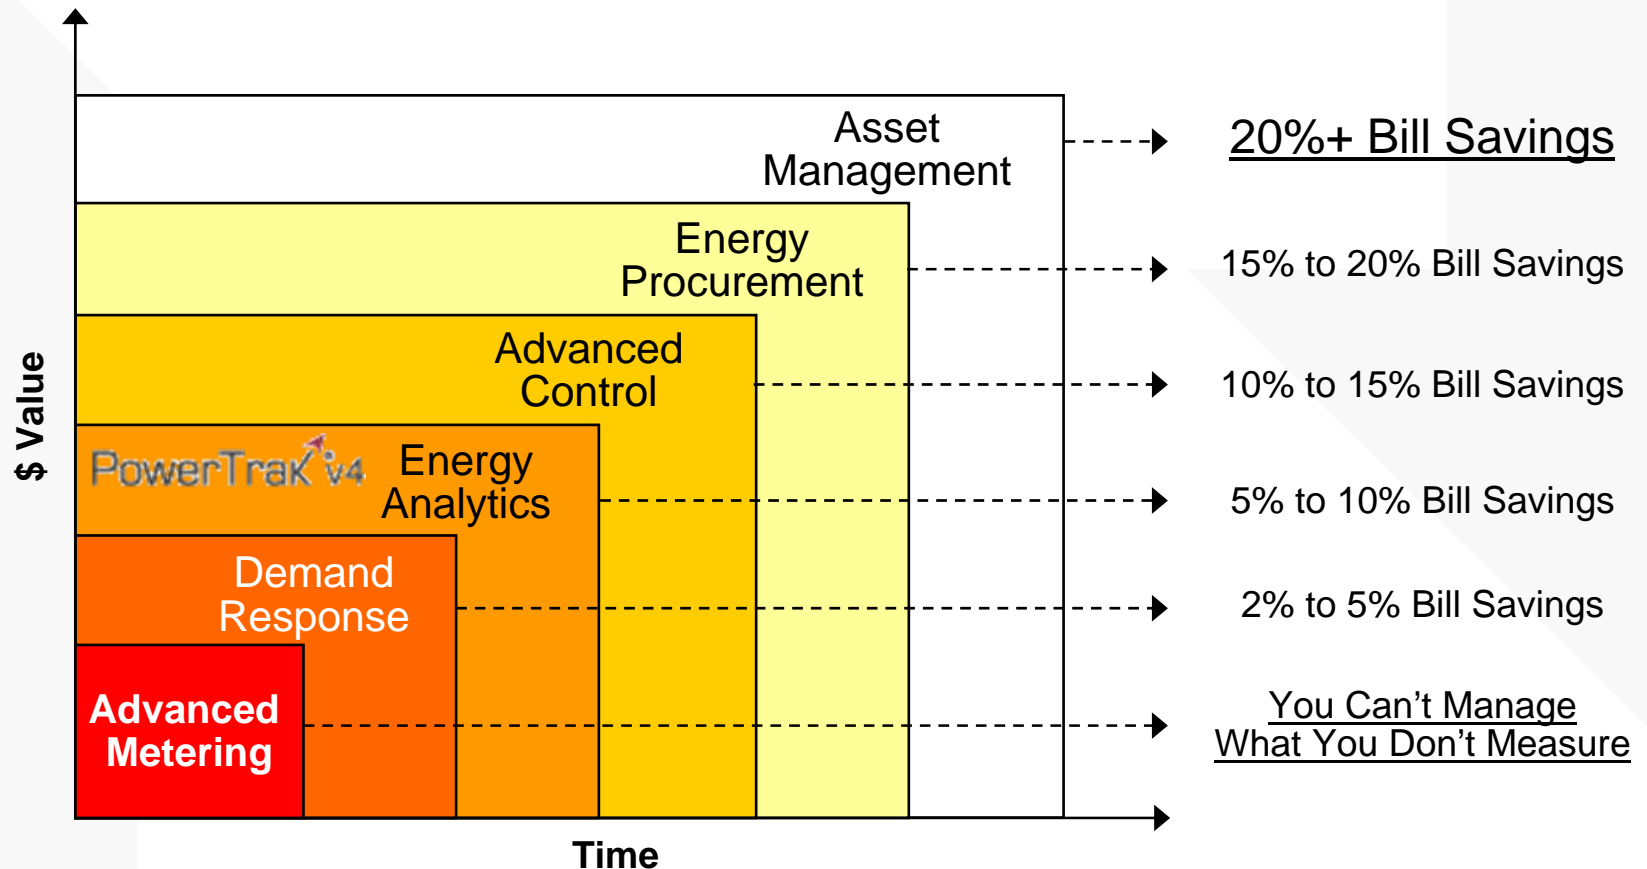 Asset
Management
20%+ Bill Savings
Energy
Procurement
15% to 20% Bill Savings
Advanced
Control
10% to 15% Bill Savings
$ Value
PowerTrak v4
Energy
Analytics
5% to 10% Bill Savings
Demand
Response
2% to 5% Bill Savings
Advanced
Metering
You Can’t Manage
What You Don’t Measure
Time